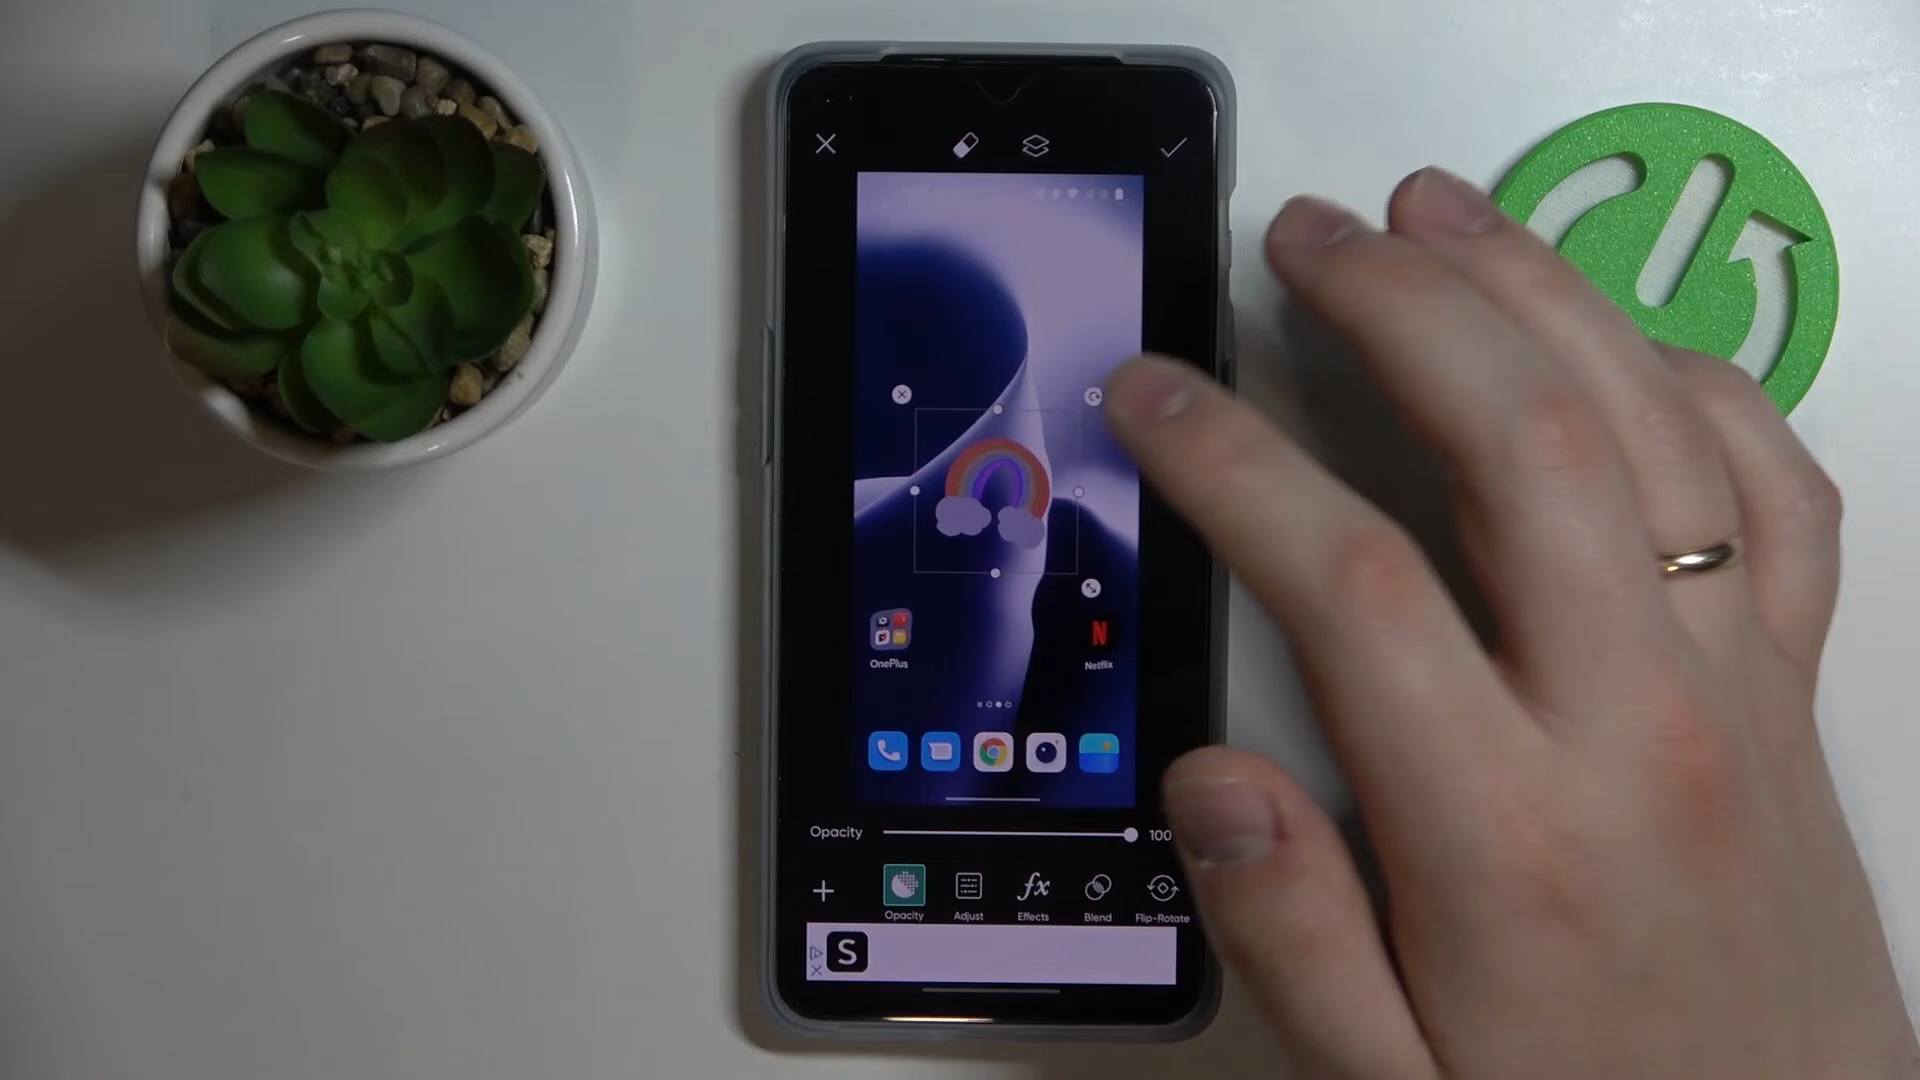 OnePlus
N
Netflix
Opacity 100
Opacity Adjust fx Effects Blend Flip-Rotate
S